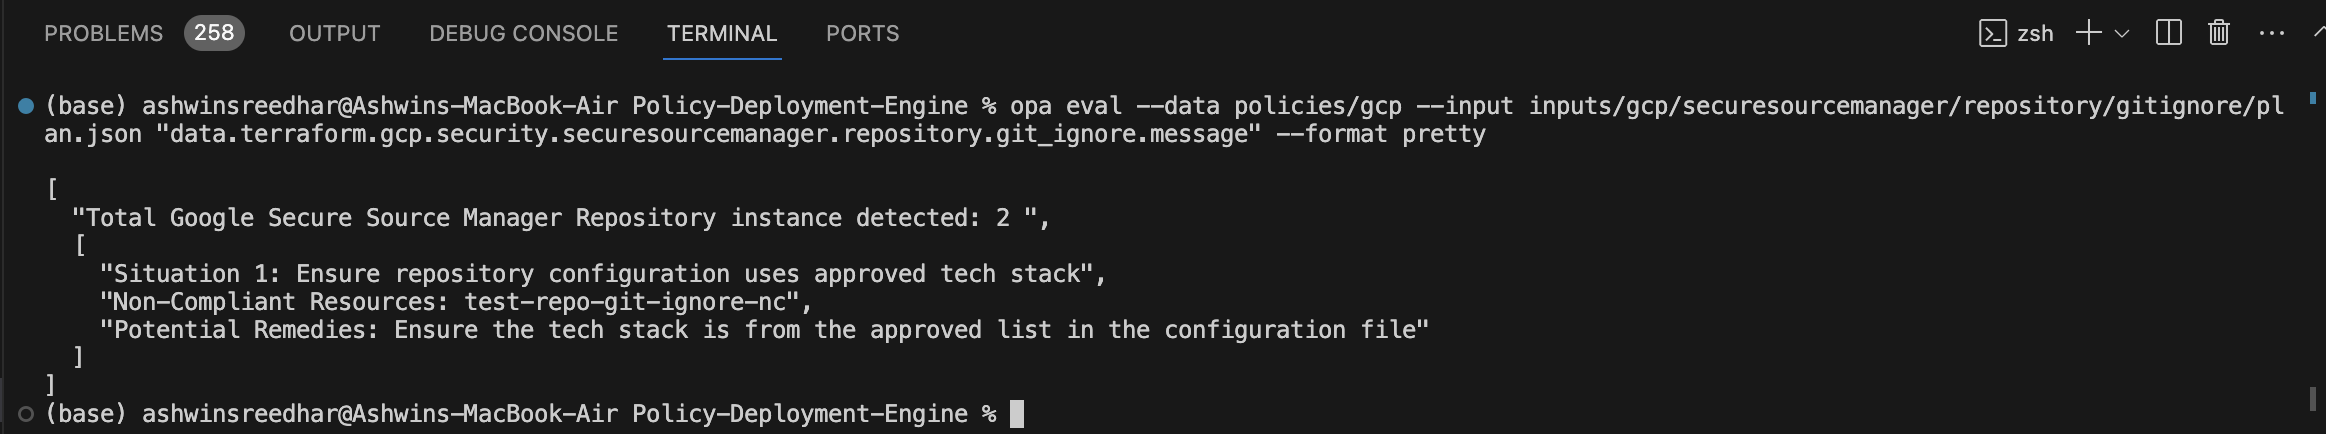 PROBLEMS 258 OUTPUT DEBUG CONSOLE TERMINAL PORTS zsh
(base) ashwinsreedhar@Ashwins-MacBook-Air Policy-Deployment-Engine % opa eval --data policies/gcp --input inputs/gcp/securesourcemanager/repository/gitignore/pl
an.json "data.terraform.gcp.security.securesourcemanager.repository.git_ignore.message" --format pretty
[
"Total Google Secure Source Manager Repository instance detected: 2 ",
[
"Situation 1: Ensure repository configuration uses approved tech stack",
"Non-Compliant Resources: test-repo-git-ignore-nc",
"Potential Remedies: Ensure the tech stack is from the approved list in the configuration file"
]
]
(base) ashwinsreedhar@Ashwins-MacBook-Air Policy-Deployment-Engine %